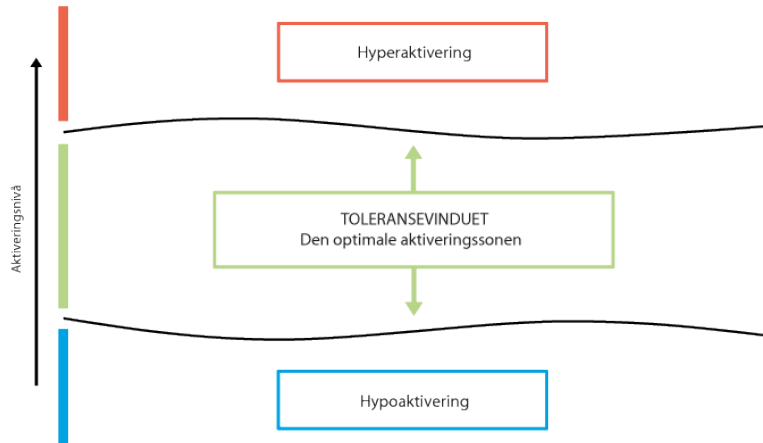 Hyperaktivering
Aktiveringsnivå
TOLERANSEVINDUET
Den optimale aktiveringssonen
Hypoaktivering